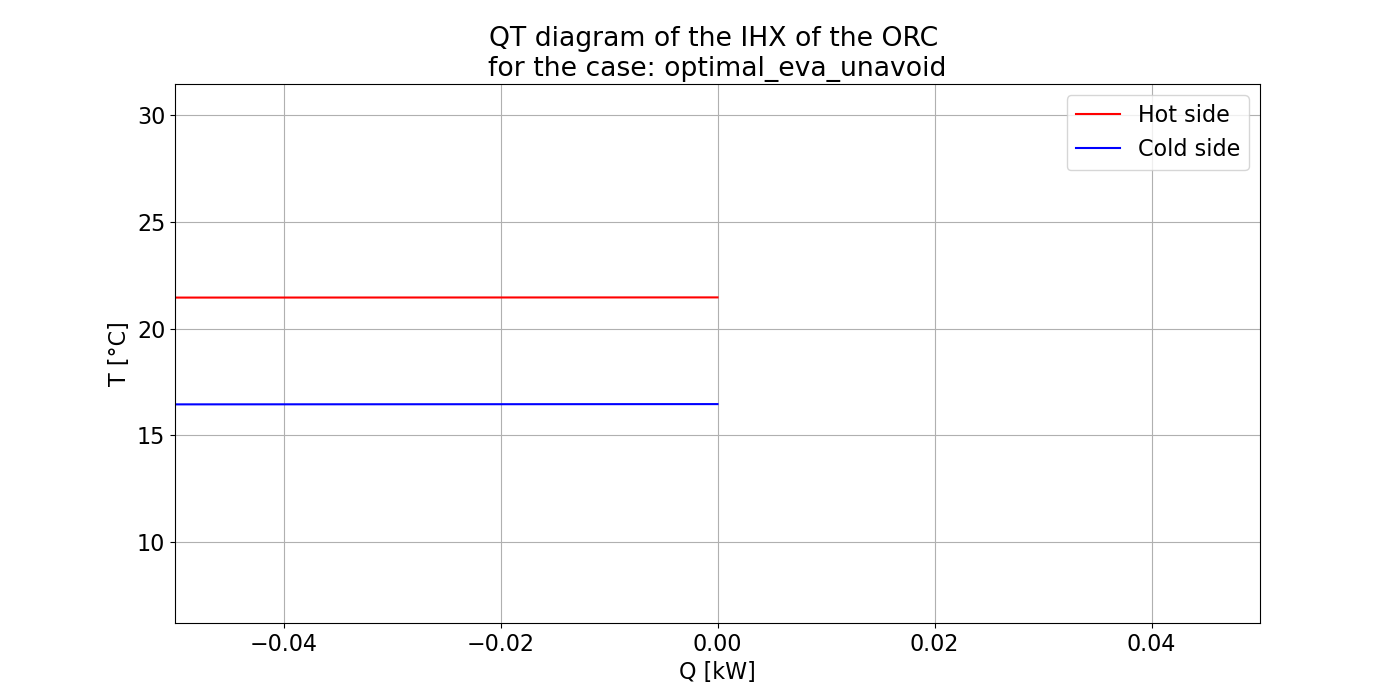 QT diagram of the IHX of the ORC
for the case: optimal_eva_unavoid
Hot side
Cold side
T [°C]
30
25
20
15
10
−0.04
−0.02
0.00
0.02
0.04
Q [kW]